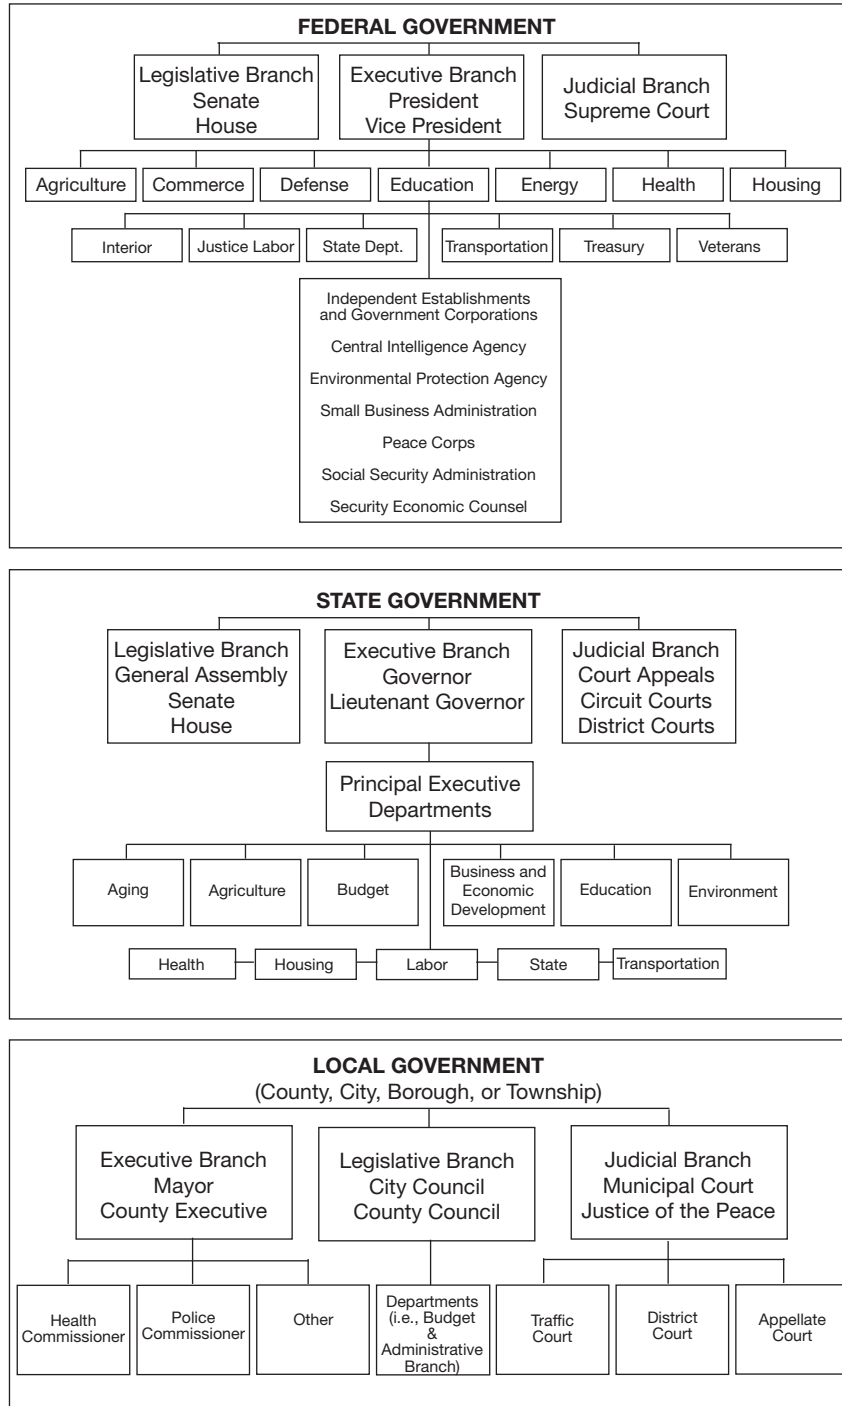 FEDERAL GOVERNMENT
Legislative Branch
Senate
House
Executive Branch
President
Vice President
Judicial Branch
Supreme Court
Agriculture
Commerce
Defense
Education
Energy
Health
Housing
Interior
Justice Labor
State Dept.
Transportation
Treasury
Veterans
Independent Establishments
and Government Corporations
Central Intelligence Agency
Environmental Protection Agency
Small Business Administration
Peace Corps
Social Security Administration
Security Economic Counsel
STATE GOVERNMENT
Legislative Branch
General Assembly
Senate
House
Executive Branch
Governor
Lieutenant Governor
Judicial Branch
Court Appeals
Circuit Courts
District Courts
Principal Executive
Departments
Aging
Agriculture
Budget
Business and
Economic
Development
Education
Environment
Health
Housing
Labor
State
Transportation
LOCAL GOVERNMENT
(County, City, Borough, or Township)
Executive Branch
Mayor
County Executive
Legislative Branch
City Council
County Council
Judicial Branch
Municipal Court
Justice of the Peace
Health
Commissioner
Police
Commissioner
Other
Departments
(i.e., Budget
&
Administrative
Branch)
Traffic
Court
District
Court
Appellate
Court